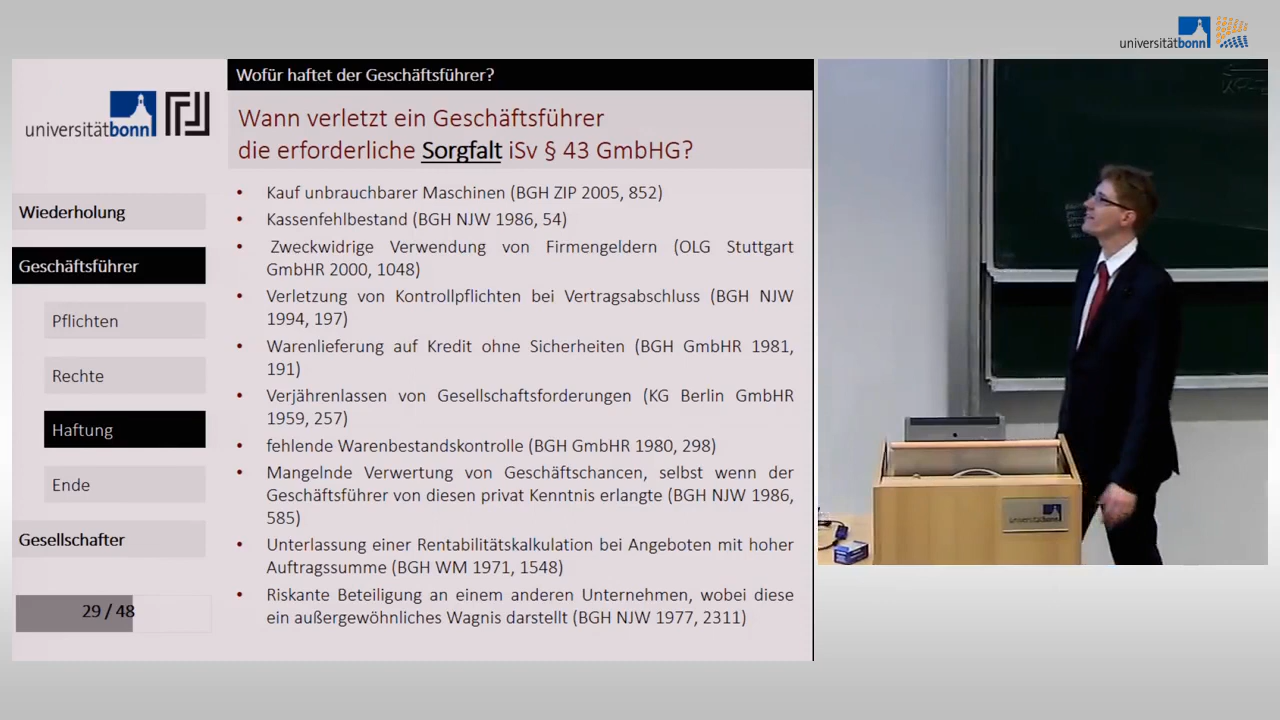 universitätbonn
Wofür haftet der Geschäftsführer?
universitätbonn
Wann verletzt ein Geschäftsführer
die erforderliche Sorgfalt iSv § 43 GmbHG?
Wiederholung
Geschäftsführer
Pflichten
Rechte
Haftung
Ende
Gesellschafter
29 / 48
• Kauf unbrauchbarer Maschinen (BGH ZIP 2005, 852)
• Kassenfehlbestand (BGH NJW 1986, 54)
• Zweckwidrige Verwendung von Firmengeldern (OLG Stuttgart
GmbHR 2000, 1048)
• Verletzung von Kontrollpflichten bei Vertragsabschluss (BGH NJW
1994, 197)
• Warenlieferung auf Kredit ohne Sicherheiten (BGH GmbHR 1981,
191)
• Verjährenlassen von Gesellschaftsforderungen (KG Berlin GmbHR
1959, 257)
• fehlende Warenbestandskontrolle (BGH GmbHR 1980, 298)
• Mangelnde Verwertung von Geschäftschancen, selbst wenn der
Geschäftsführer von diesen privat Kenntnis erlangte (BGH NJW 1986,
585)
• Unterlassung einer Rentabilitätskalkulation bei Angeboten mit hoher
Auftragssumme (BGH WM 1971, 1548)
• Riskante Beteiligung an einem anderen Unternehmen, wobei diese
ein außergewöhnliches Wagnis darstellt (BGH NJW 1977, 2311)
universitätbonn